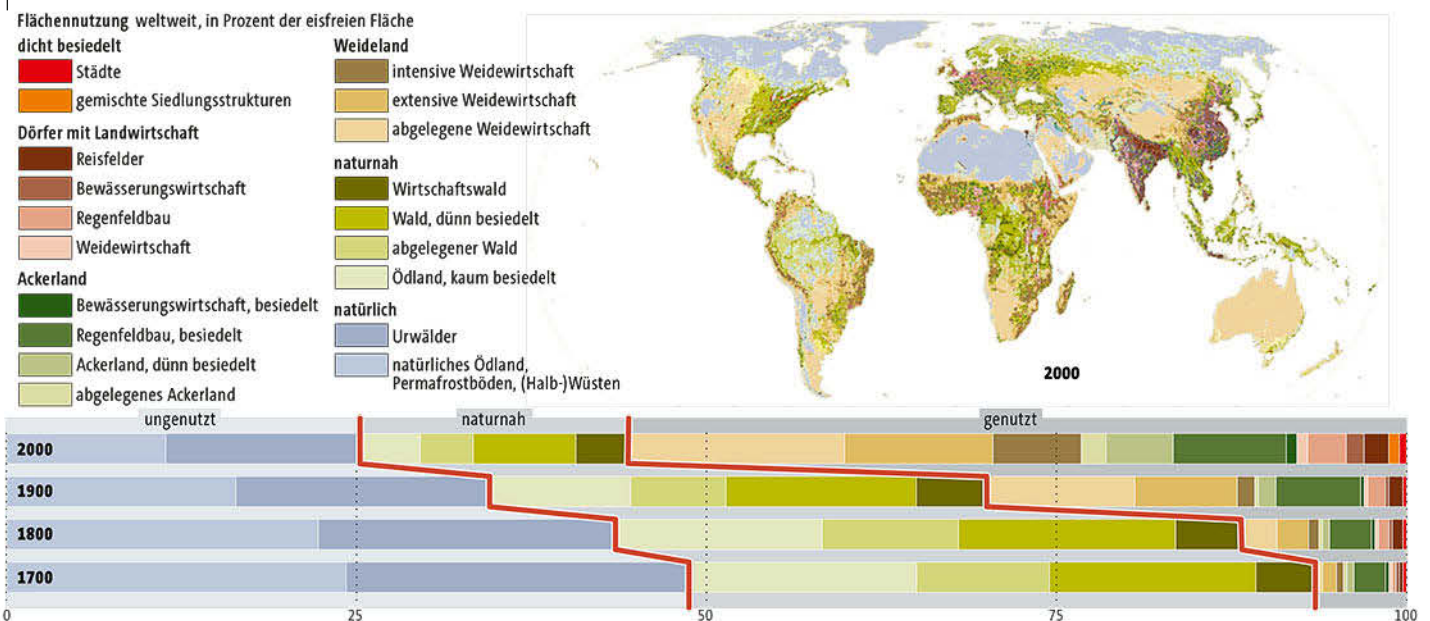 Flächennutzung weltweit, in Prozent der eisfreien Fläche
dicht besiedelt
Städte
gemischte Siedlungsstrukturen
Dörfer mit Landwirtschaft
Reisfelder
Bewässerungswirtschaft
Regenfeldbau
Weidewirtschaft
Ackerland
Bewässerungswirtschaft, besiedelt
Regenfeldbau, besiedelt
Ackerland, dünn besiedelt
abgelegenes Ackerland
Weideland
intensive Weidewirtschaft
extensive Weidewirtschaft
abgelegene Weidewirtschaft
naturnah
Wirtschaftswald
Wald, dünn besiedelt
abgelegener Wald
Ödland, kaum besiedelt
natürlich
Urwälder
natürliches Ödland,
Permafrostböden, (Halb-)Wüsten
2000
ungenutzt
naturnah
genutzt
2000
1900
1800
1700
0
25
50
75
100